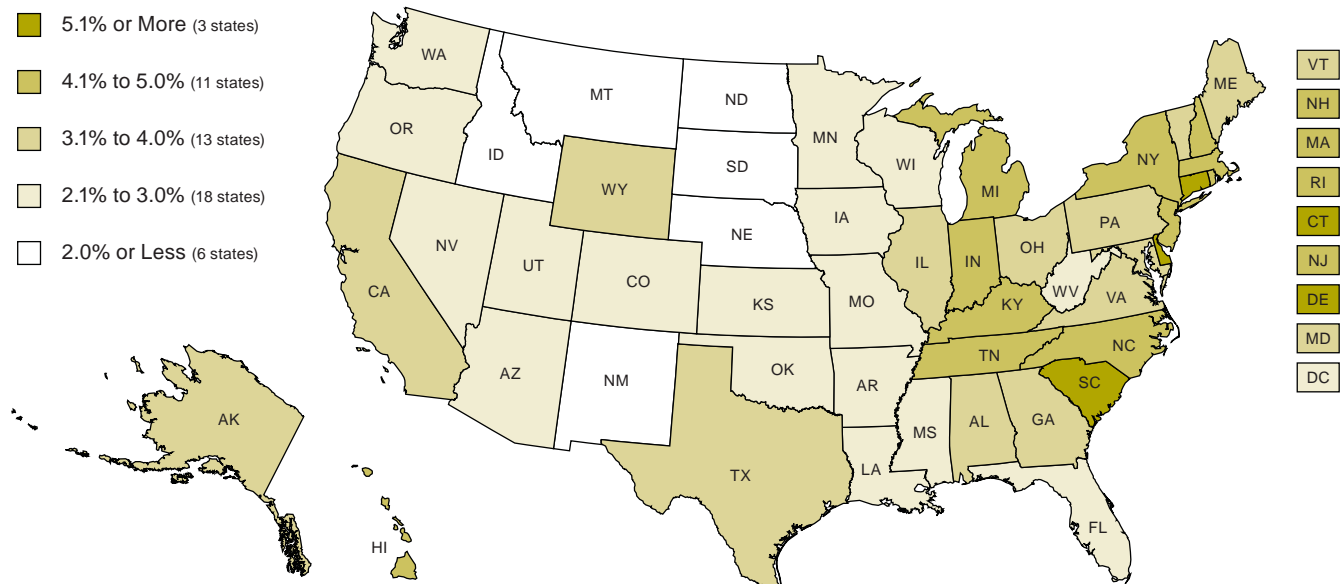 5.1% or More (3 states)
4.1% to 5.0% (11 states)
3.1% to 4.0% (13 states)
2.1% to 3.0% (18 states)
2.0% or Less (6 states)
WA
OR
MT
ID
ND
SD
WY
NE
NV
UT
CO
KS
CA
AZ
NM
OK
TX
MN
WI
IA
MO
AR
LA
MI
IL
IN
OH
KY
TN
MS
AL
GA
FL
SC
NC
VA
WV
PA
NY
ME
AK
HI
VT
NH
MA
RI
CT
NJ
DE
MD
DC